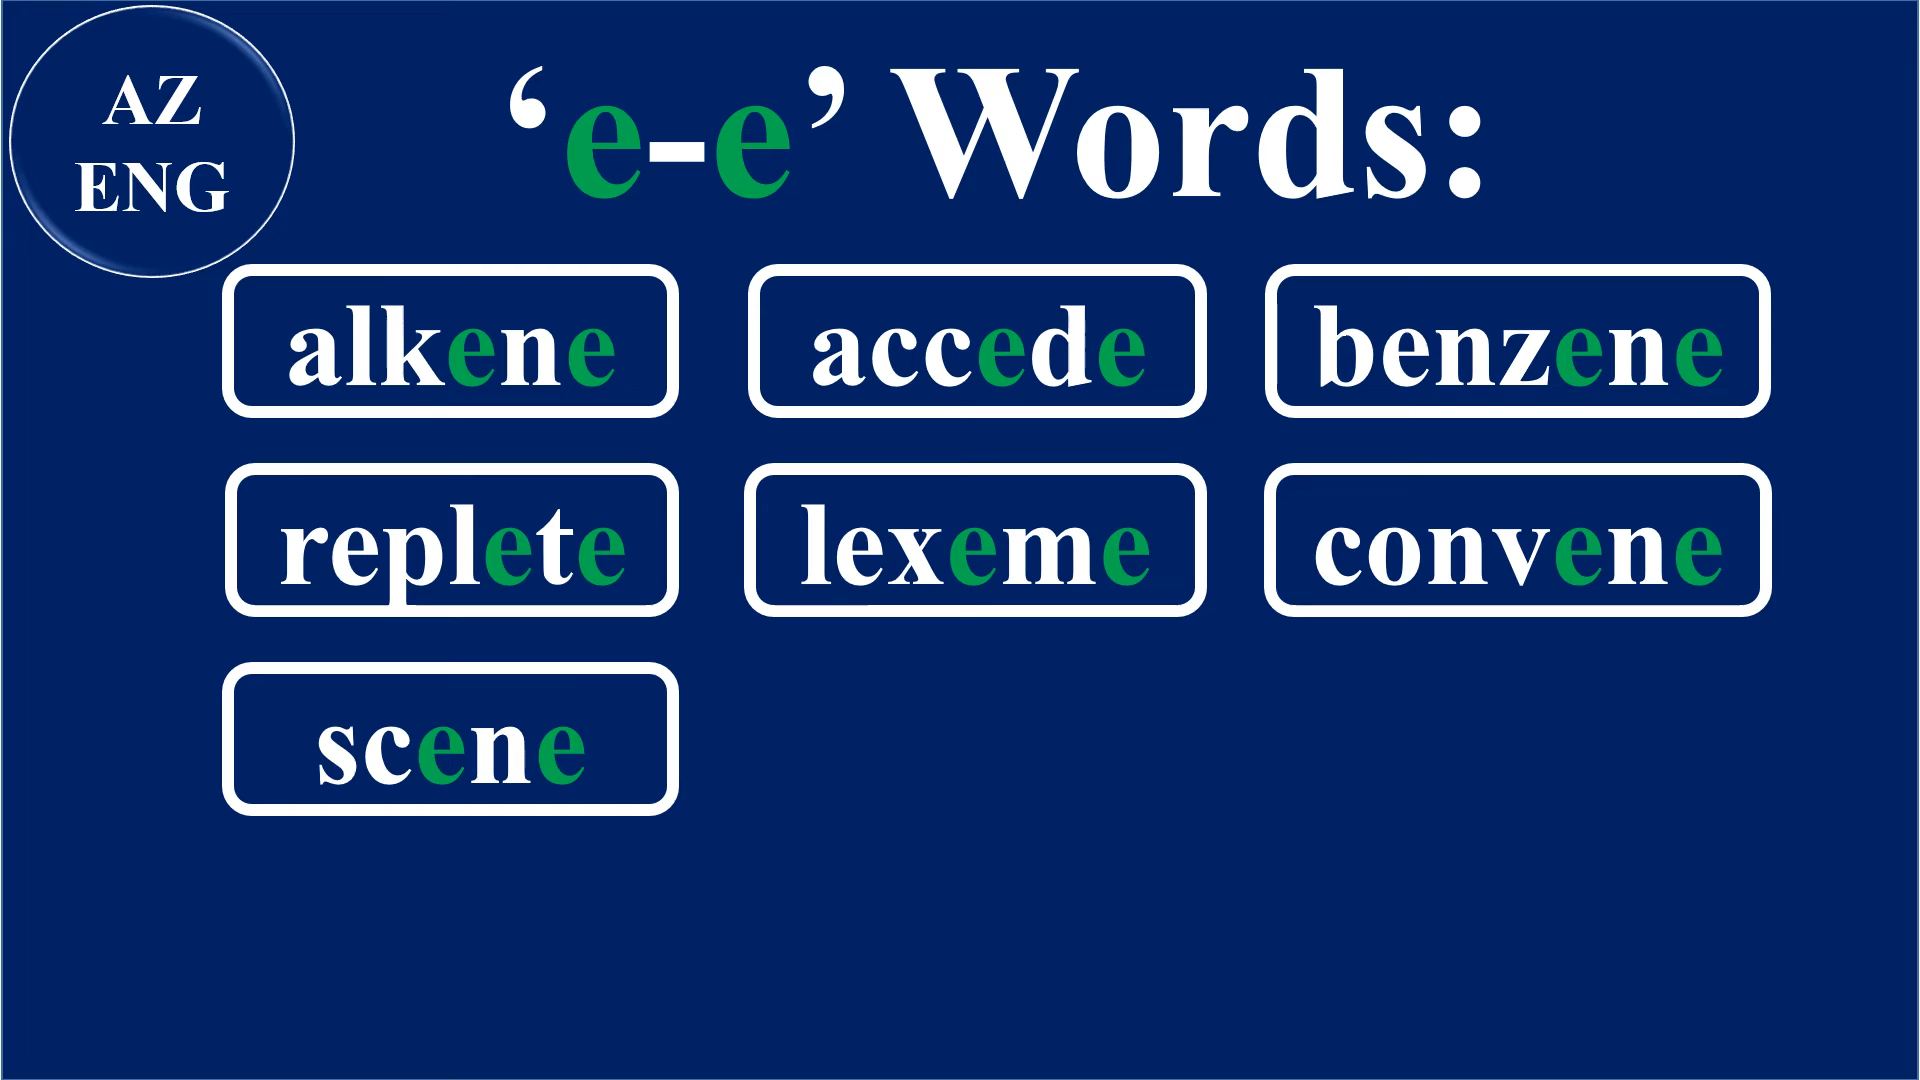 AZ
ENG
‘e-e’ Words:
alkene accede benzene
replete lexeme convene
scene